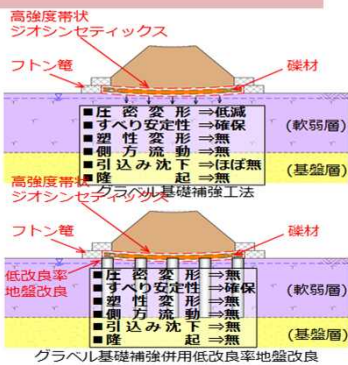 高強度帯状
ジオシンセティックス
フトン篭
礫材
■圧密変形⇒低減
■すべり安定性⇒確保
■塑性変形⇒無
■側方流動⇒無
■引込み沈下⇒ほぼ無
■隆起⇒無
(軟弱層)
(基盤層)
グラベル基礎補強工法
高強度帯状
ジオシンセティックス
フトン篭
礫材
低改良率
地盤改良
■圧密変形⇒無
■すべり安定性⇒確保
■塑性変形⇒無
■側方流動⇒無
■引込み沈下⇒無
■隆起⇒無
(軟弱層)
(基盤層)
グラベル基礎補強併用低改良率地盤改良